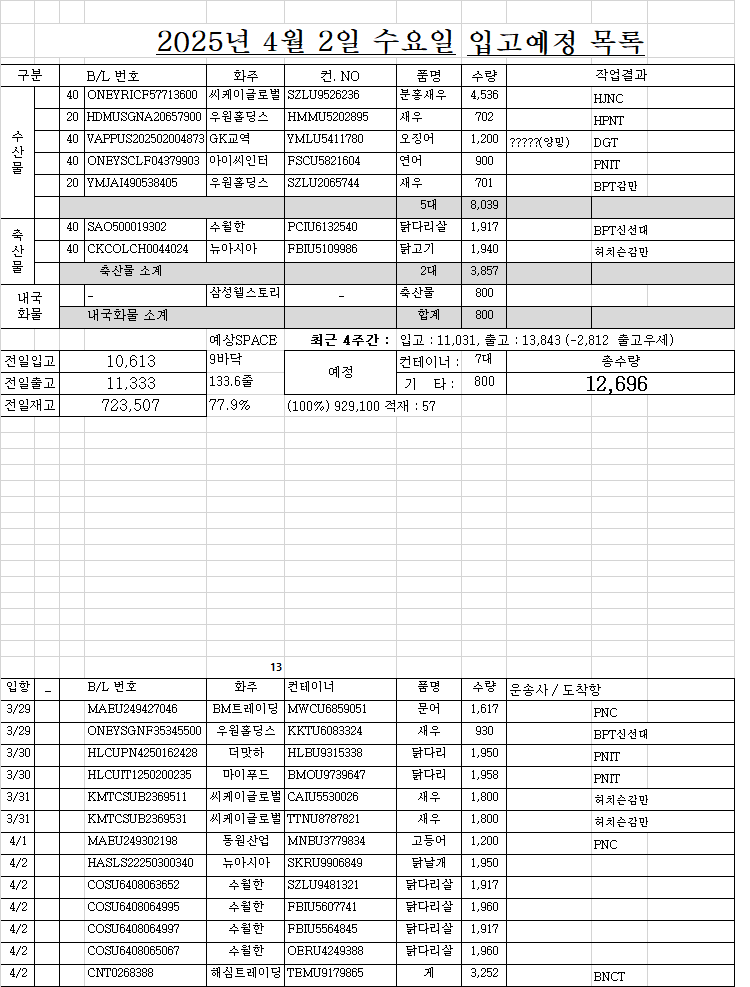 2025년 4월 2일 수요일 입고예정 목록
구분 B/L 번호 화주 컨. NO 품명 수량 작업결과
수산물
40 ONEYRICF57713600 씨케이글로벌 SZLU9526236 분홍새우 4,536 HJNC
20 HDMUSGNA20657900 우원홀딩스 HMMU5202895 새우 702 HPNT
40 VAPPUS202502004873 GK교역 YMLU5411780 오징어 1,200 ?????(양밍) DGT
40 ONEYSCLF04379903 아이씨인터 FSCU5821604 연어 900 PNIT
20 YMJAI490538405 우원홀딩스 SZLU2065744 새우 701 BPT감만
5대 8,039
축산물
40 SAO500019302 수월한 PCIU6132540 닭다리살 1,917 BPT신선대
40 CKCOLCH0044024 뉴아시아 FBIU5109986 닭고기 1,940 허치슨감만
축산물 소계 2대 3,857
내국화물 _ 삼성웰스토리 _ 축산물 800
내국화물 소계 합계 800
예상SPACE 최근 4주간 : 입고 : 11,031, 출고 : 13,843 (-2,812 출고우세)
전일입고 10,613 9바닥 예정 컨테이너 : 7대 총수량
전일출고 11,333 133.6줄 기 타 : 800 12,696
전일재고 723,507 77.9% (100%) 929,100 적재 : 57
13
입항 _ B/L 번호 화주 컨테이너 품명 수량 운송사 / 도착항
3/29 MAEU249427046 BM트레이딩 MWCU6859051 문어 1,617 PNC
3/29 ONEYSGNF35345500 우원홀딩스 KKTU6083324 새우 930 BPT신선대
3/30 HLCUPN4250162428 더맛하 HLBU9315338 닭다리 1,950 PNIT
3/30 HLCUIT1250200235 마이푸드 BMOU9739647 닭다리 1,958 PNIT
3/31 KMTCSUB2369511 씨케이글로벌 CAIU5530026 새우 1,800 허치슨감만
3/31 KMTCSUB2369531 씨케이글로벌 TTNU8787821 새우 1,800 허치슨감만
4/1 MAEU249302198 동원산업 MNBU3779834 고등어 1,200 PNC
4/2 HASLS22250300340 뉴아시아 SKRU9906849 닭날개 1,950
4/2 COSU6408063652 수월한 SZLU9481321 닭다리살 1,917
4/2 COSU6408064995 수월한 FBIU5607741 닭다리살 1,960
4/2 COSU6408064997 수월한 FBIU5564845 닭다리살 1,917
4/2 COSU6408065067 수월한 OERU4249388 닭다리살 1,960
4/2 CNT0268388 해심트레이딩 TEMU9179865 게 3,252 BNCT